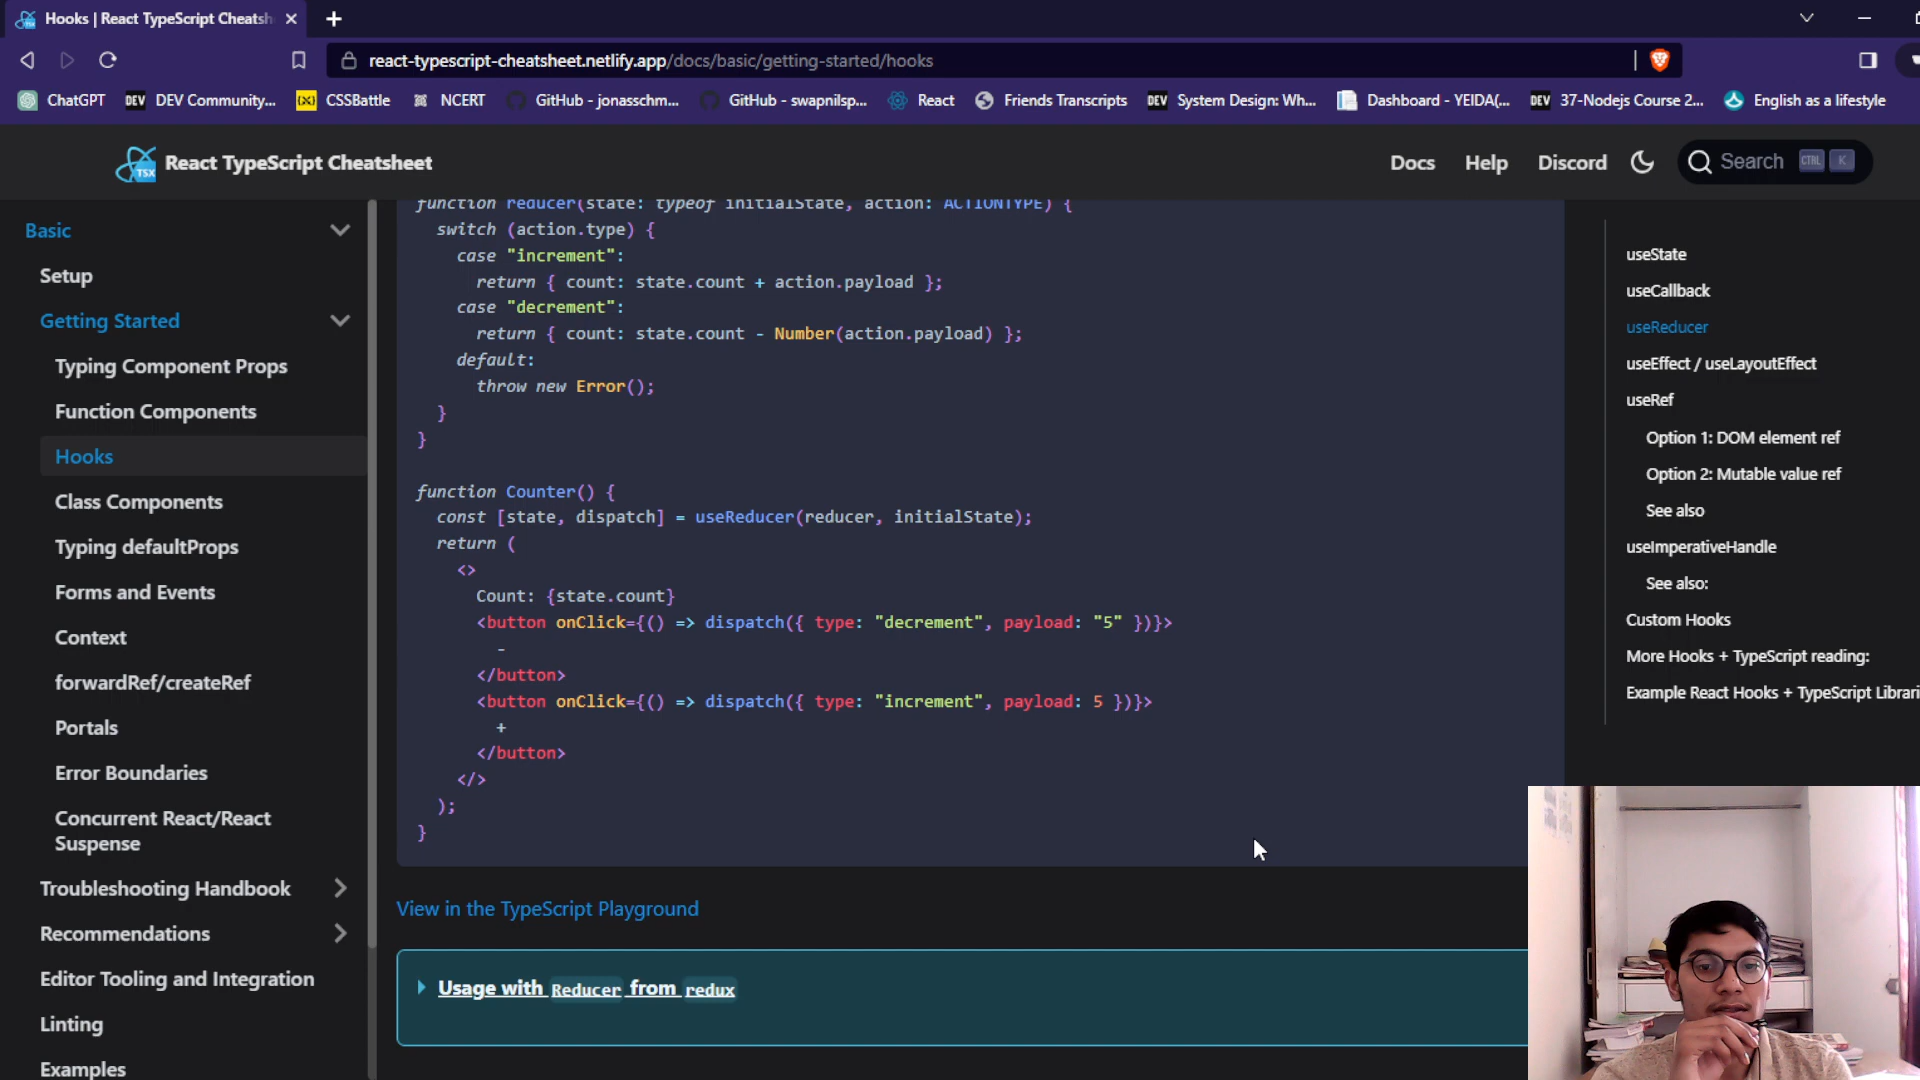 Hooks | React TypeScript Cheatsh
react-typescript-cheatsheet.netlify.app/docs/basic/getting-started/hooks
ChatGPT
DEV Community...
CSSBattle
NCERT
GitHub - jonasschm...
GitHub - swapnilsp...
React
Friends Transcripts
System Design: Wh...
Dashboard - YEIDA(...
37-Nodejs Course 2...
English as a lifestyle
React TypeScript Cheatsheet
Docs
Help
Discord
Search CTRL K
Basic
Setup
Getting Started
Typing Component Props
Function Components
Hooks
Class Components
Typing defaultProps
Forms and Events
Context
forwardRef/createRef
Portals
Error Boundaries
Concurrent React/React
Suspense
Troubleshooting Handbook
Recommendations
Editor Tooling and Integration
Linting
Examples
function reducer(state: typeof initialState, action: ACTIONTYPE) {
switch (action.type) {
case "increment":
return { count: state.count + action.payload };
case "decrement":
return { count: state.count - Number(action.payload) };
default:
throw new Error();
}
}
function Counter() {
const [state, dispatch] = useReducer(reducer, initialState);
return (
<>
Count: {state.count}
<button onClick={() => dispatch({ type: "decrement", payload: "5" })}>
-
</button>
<button onClick={() => dispatch({ type: "increment", payload: 5 })}>
+
</button>
</>
);
}
View in the TypeScript Playground
Usage with Reducer from redux
useState
useCallback
useReducer
useEffect / useLayoutEffect
useRef
Option 1: DOM element ref
Option 2: Mutable value ref
See also
useImperativeHandle
See also:
Custom Hooks
More Hooks + TypeScript reading:
Example React Hooks + TypeScript Librari